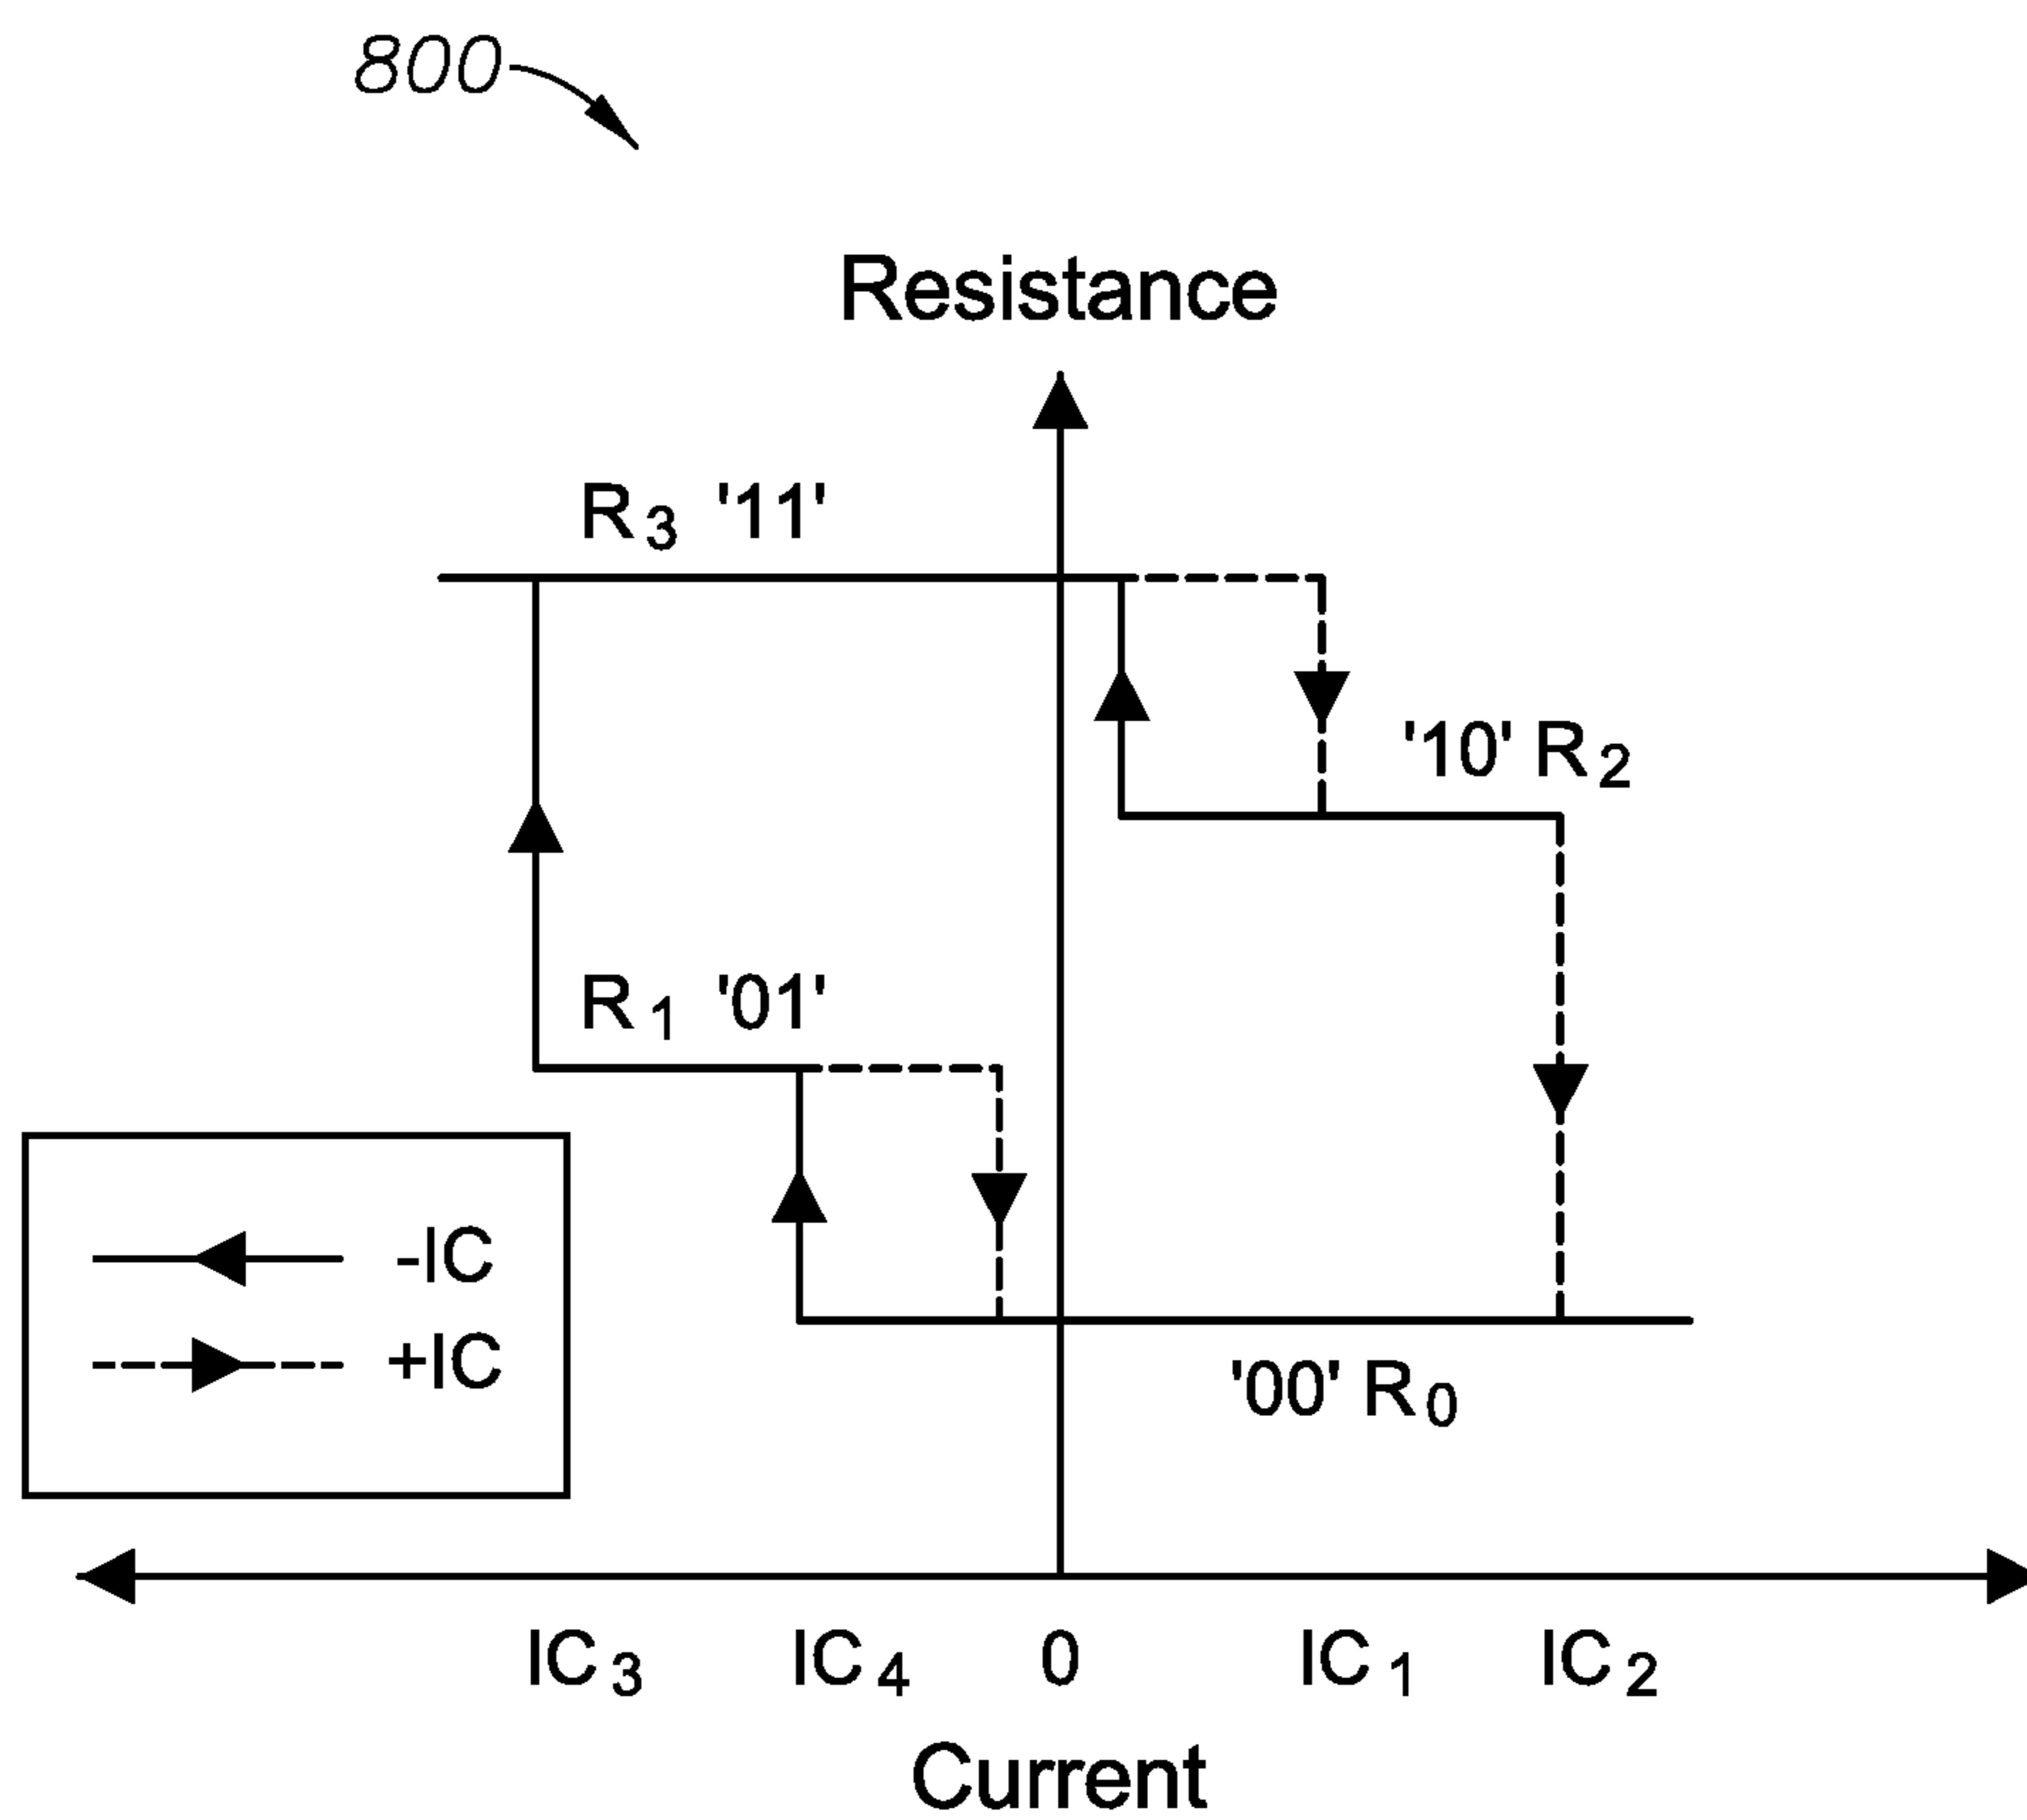 800
Resistance
R3 '11'
'10' R2
R1 '01'
-IC
+IC
'00' R0
IC3 IC4 0 IC1 IC2
Current